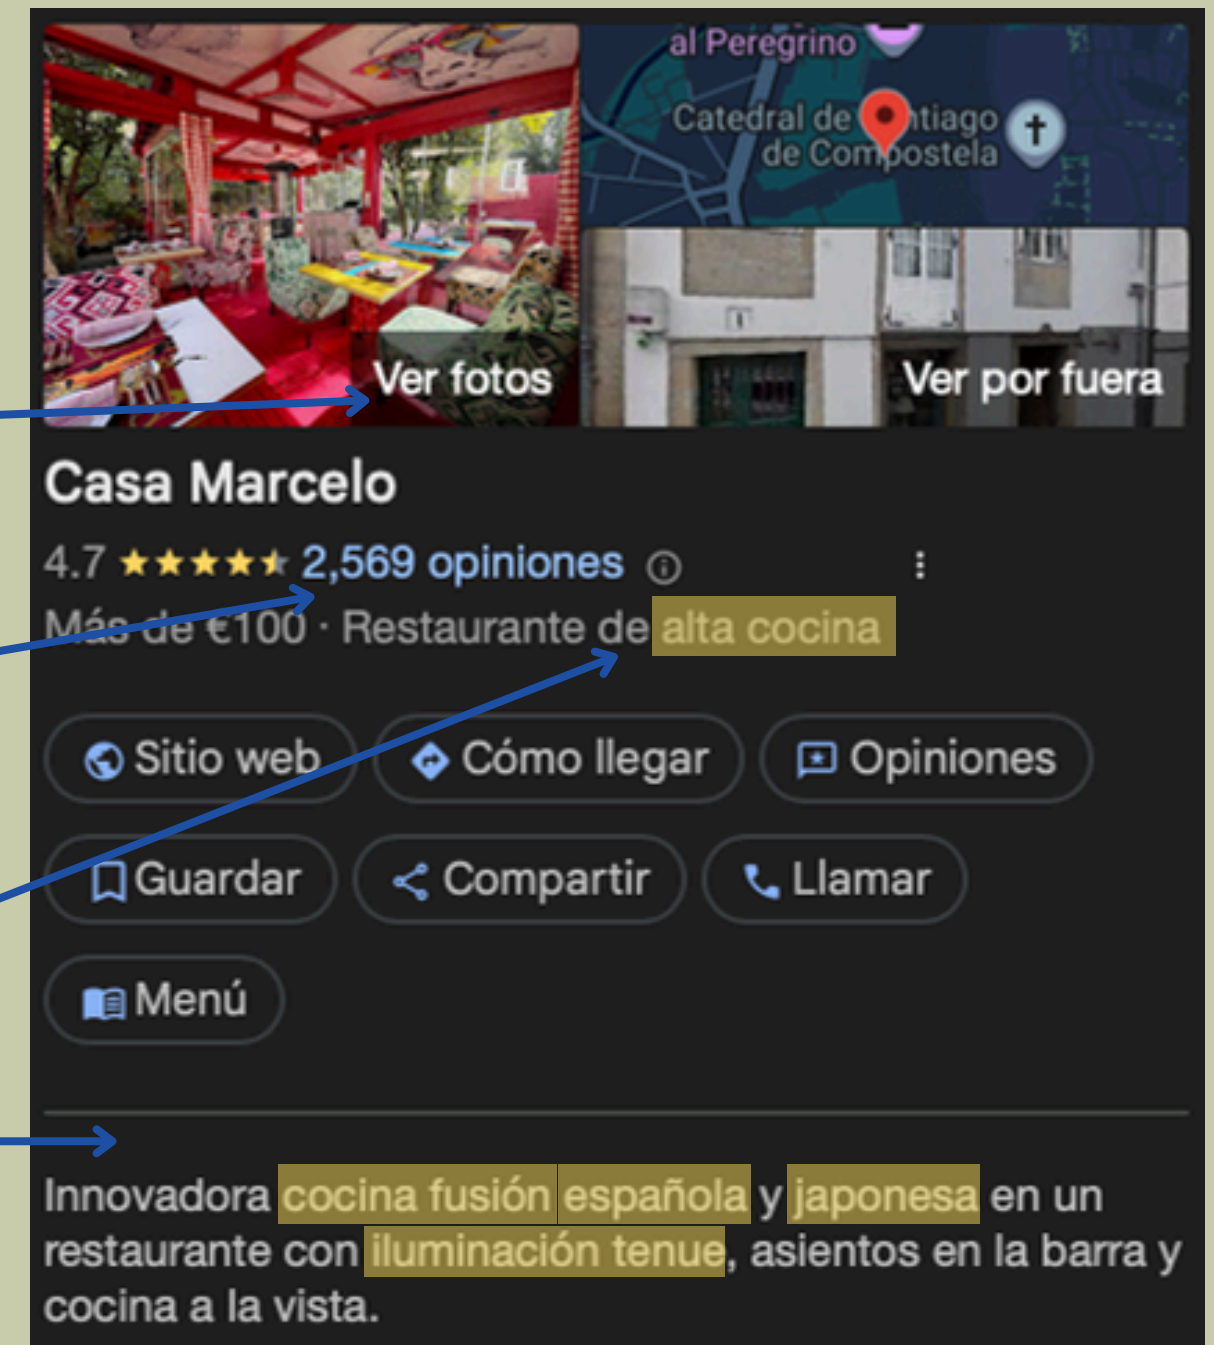 al Peregrino
Catedral de ntiago
de Compostela
Ver fotos
Ver por fuera
Casa Marcelo
4.7 2,569 opiniones
Más de €100 · Restaurante de alta cocina
Sitio web Cómo llegar Opiniones
Guardar Compartir Llamar
Menú
Innovadora cocina fusión española y japonesa en un
restaurante con iluminación tenue, asientos en la barra y
cocina a la vista.